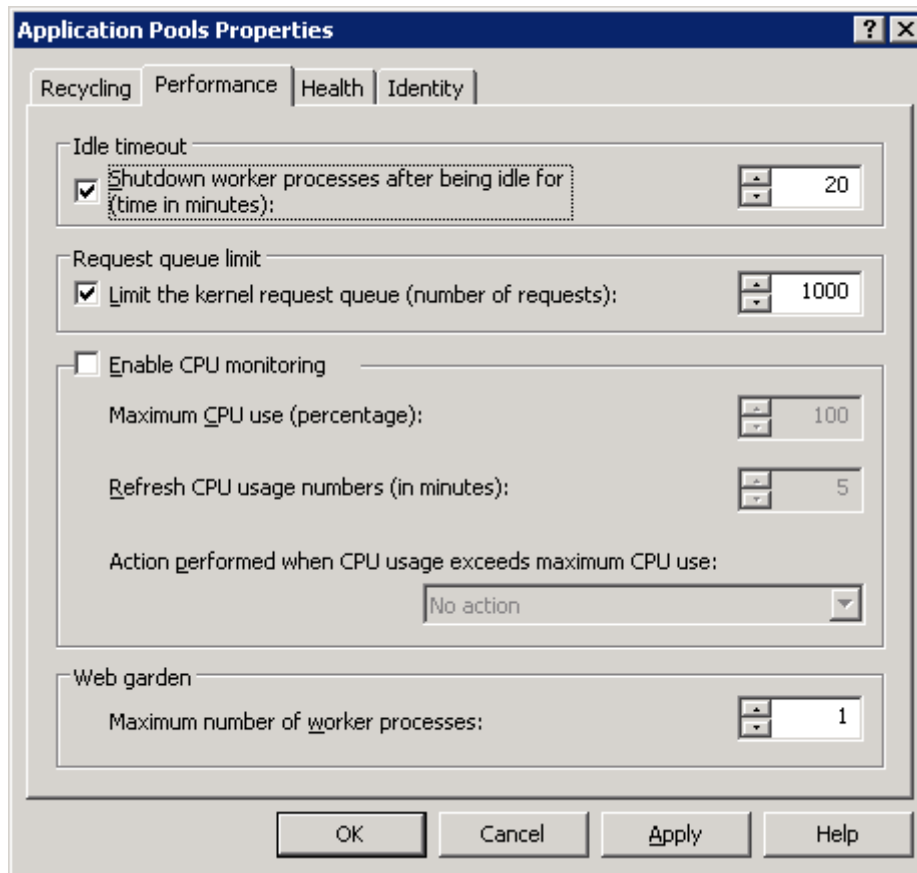 Application Pools Properties
Recycling Performance Health Identity
Idle timeout
Shutdown worker processes after being idle for
(time in minutes):
20
Request queue limit
Limit the kernel request queue (number of requests):
1000
Enable CPU monitoring
Maximum CPU use (percentage):
100
Refresh CPU usage numbers (in minutes):
5
Action performed when CPU usage exceeds maximum CPU use:
No action
Web garden
Maximum number of worker processes:
1
OK Cancel Apply Help